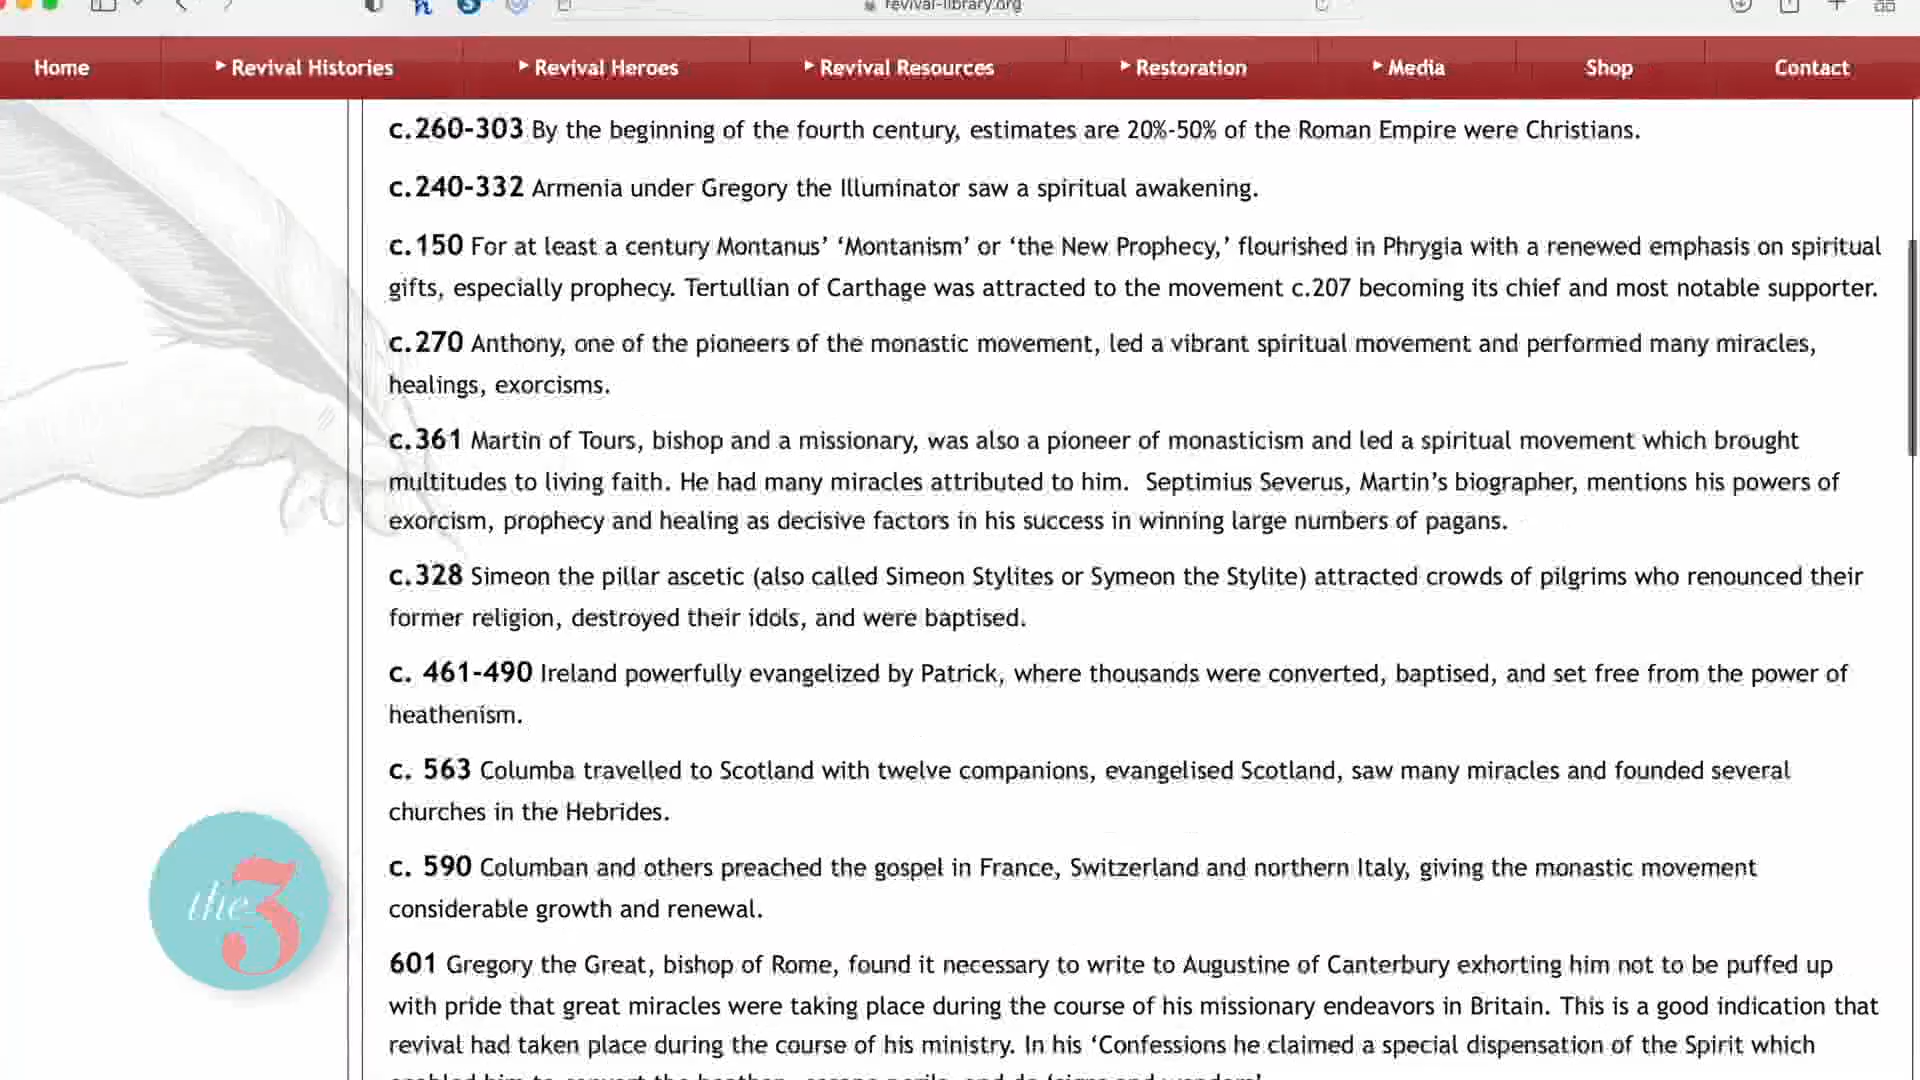 revival-library.org
Home
Revival Histories
Revival Heroes
Revival Resources
Restoration
Media
Shop
Contact
c.260-303 By the beginning of the fourth century, estimates are 20%-50% of the Roman Empire were Christians.
c.240-332 Armenia under Gregory the Illuminator saw a spiritual awakening.
c.150 For at least a century Montanus’ ‘Montanism’ or ‘the New Prophecy,’ flourished in Phrygia with a renewed emphasis on spiritual
gifts, especially prophecy. Tertullian of Carthage was attracted to the movement c.207 becoming its chief and most notable supporter.
c.270 Anthony, one of the pioneers of the monastic movement, led a vibrant spiritual movement and performed many miracles,
healings, exorcisms.
c.361 Martin of Tours, bishop and a missionary, was also a pioneer of monasticism and led a spiritual movement which brought
multitudes to living faith. He had many miracles attributed to him. Septimius Severus, Martin’s biographer, mentions his powers of
exorcism, prophecy and healing as decisive factors in his success in winning large numbers of pagans.
c.328 Simeon the pillar ascetic (also called Simeon Stylites or Symeon the Stylite) attracted crowds of pilgrims who renounced their
former religion, destroyed their idols, and were baptised.
c. 461-490 Ireland powerfully evangelized by Patrick, where thousands were converted, baptised, and set free from the power of
heathenism.
c. 563 Columba travelled to Scotland with twelve companions, evangelised Scotland, saw many miracles and founded several
churches in the Hebrides.
c. 590 Columban and others preached the gospel in France, Switzerland and northern Italy, giving the monastic movement
considerable growth and renewal.
the 3
601 Gregory the Great, bishop of Rome, found it necessary to write to Augustine of Canterbury exhorting him not to be puffed up
with pride that great miracles were taking place during the course of his missionary endeavors in Britain. This is a good indication that
revival had taken place during the course of his ministry. In his ‘Confessions he claimed a special dispensation of the Spirit which